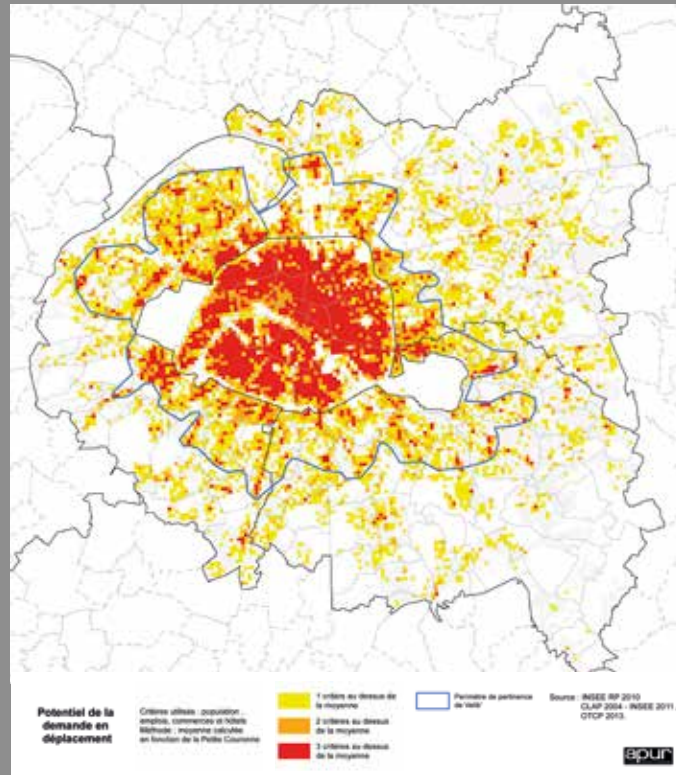 Potentiel de la
demande en
déplacement
Critères utilisés : population,
emplois, commerces et hôtels
Méthode : moyenne calculée
en fonction de la Petite Couronne
1 critère au dessus de
la moyenne
2 critères au dessus
de la moyenne
3 critères au dessus
de la moyenne
Périmètre de pertinence
de Vélib'
Source : INSEE RP 2010
CLAP 2004 - INSEE 2011
OTCP 2013.
apur